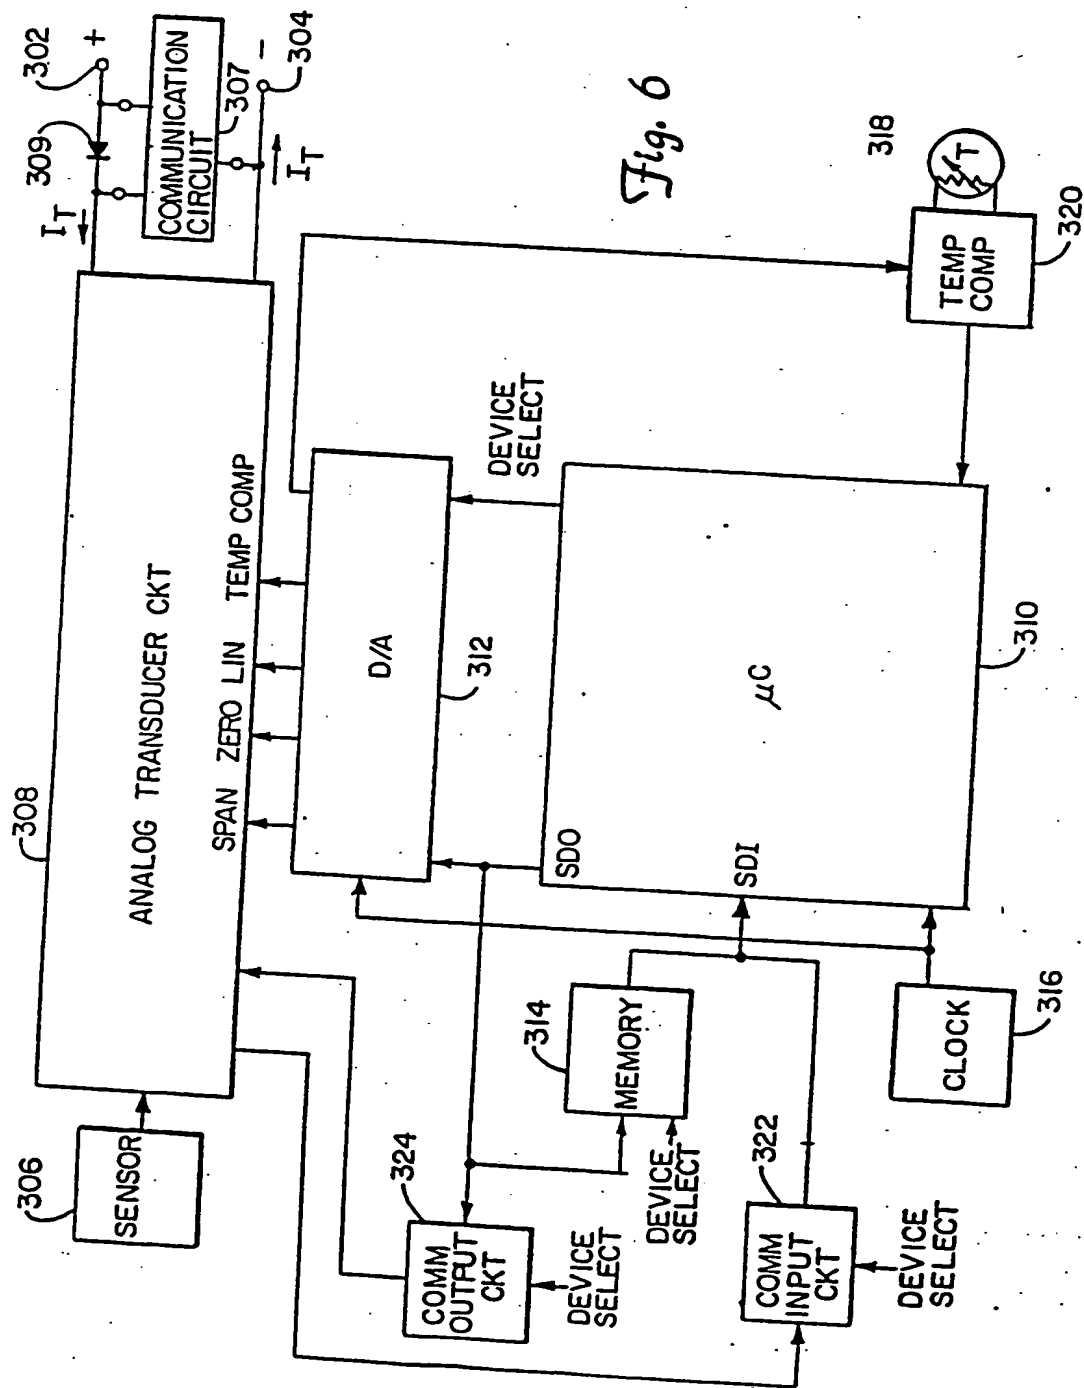 308
ANALOG TRANSDUCER CKT
SPAN ZERO LIN TEMP COMP
306
SENSOR
I_T
309
302
+
COMMUNICATION
CIRCUIT
307
−
304
I_T
D/A
312
DEVICE
SELECT
Fig. 6
324
COMM
OUTPUT
CKT
DEVICE
SELECT
314
MEMORY
DEVICE
SELECT
SDO
SDI
μC
310
318
T
TEMP
COMP
320
322
COMM
INPUT
CKT
DEVICE
SELECT
CLOCK
316